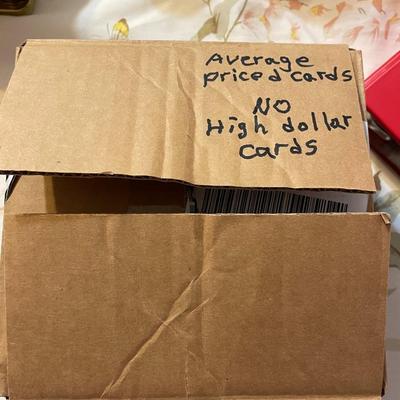 Average
priced cards
NO
High dollar
cards